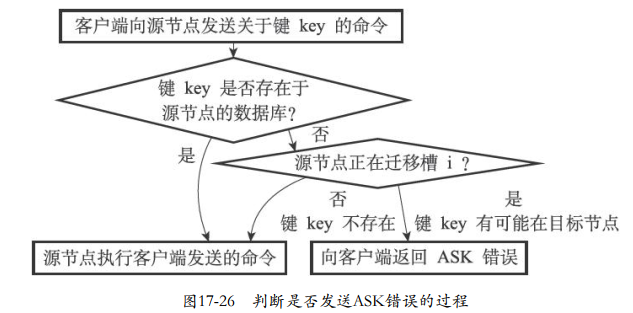 客户端向源节点发送关于键 key 的命令
键 key 是否存在于
源节点的数据库?
否
是
源节点正在迁移槽 i ?
否
是
键 key 不存在
键 key 有可能在目标节点
源节点执行客户端发送的命令
向客户端返回 ASK 错误
图17-26 判断是否发送ASK错误的过程